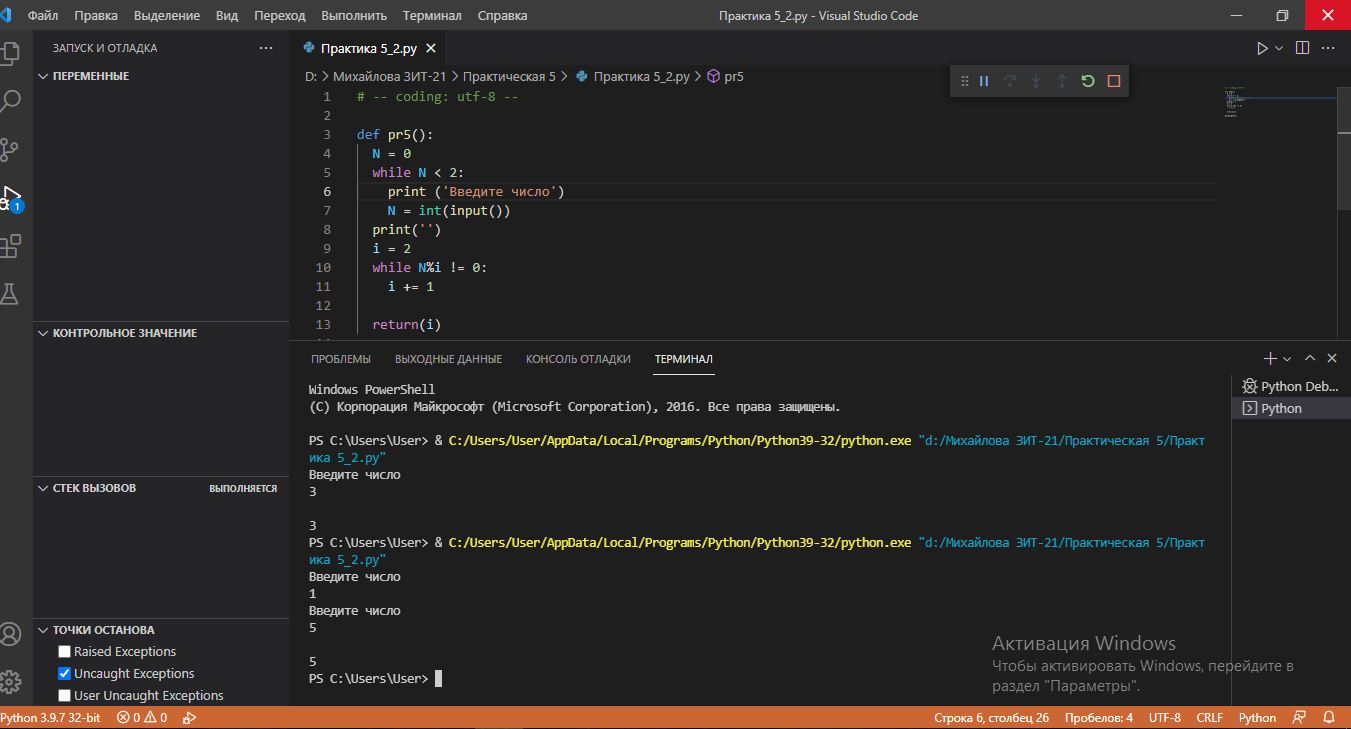 Файл Правка Выделение Вид Переход Выполнить Терминал Справка Практика 5_2.py - Visual Studio Code
ЗАПУСК И ОТЛАДКА
ПЕРЕМЕННЫЕ
КОНТРОЛЬНОЕ ЗНАЧЕНИЕ
СТЕК ВЫЗОВОВ ВЫПОЛНЯЕТСЯ
ТОЧКИ ОСТАНОВА
Raised Exceptions
Uncaught Exceptions
User Uncaught Exceptions
1
Практика 5_2.py
D: > Михайлова ЗИТ-21 > Практическая 5 > Практика 5_2.py > pr5
1 # -- coding: utf-8 --
2
3 def pr5():
4 N = 0
5 while N < 2:
6 print ('Введите число')
7 N = int(input())
8 print('')
9 i = 2
10 while N%i != 0:
11 i += 1
12
13 return(i)
ПРОБЛЕМЫ ВЫХОДНЫЕ ДАННЫЕ КОНСОЛЬ ОТЛАДКИ ТЕРМИНАЛ
Windows PowerShell
(C) Корпорация Майкрософт (Microsoft Corporation), 2016. Все права защищены.
PS C:\Users\User> & C:/Users/User/AppData/Local/Programs/Python/Python39-32/python.exe "d:/Михайлова ЗИТ-21/Практическая 5/Практ
ика 5_2.py"
Введите число
3
3
PS C:\Users\User> & C:/Users/User/AppData/Local/Programs/Python/Python39-32/python.exe "d:/Михайлова ЗИТ-21/Практическая 5/Практ
ика 5_2.py"
Введите число
1
Введите число
5
5
PS C:\Users\User>
Python Deb...
Python
Активация Windows
Чтобы активировать Windows, перейдите в
раздел "Параметры".
Python 3.9.7 32-bit 0 0 Строка 6, столбец 26 Пробелов: 4 UTF-8 CRLF Python